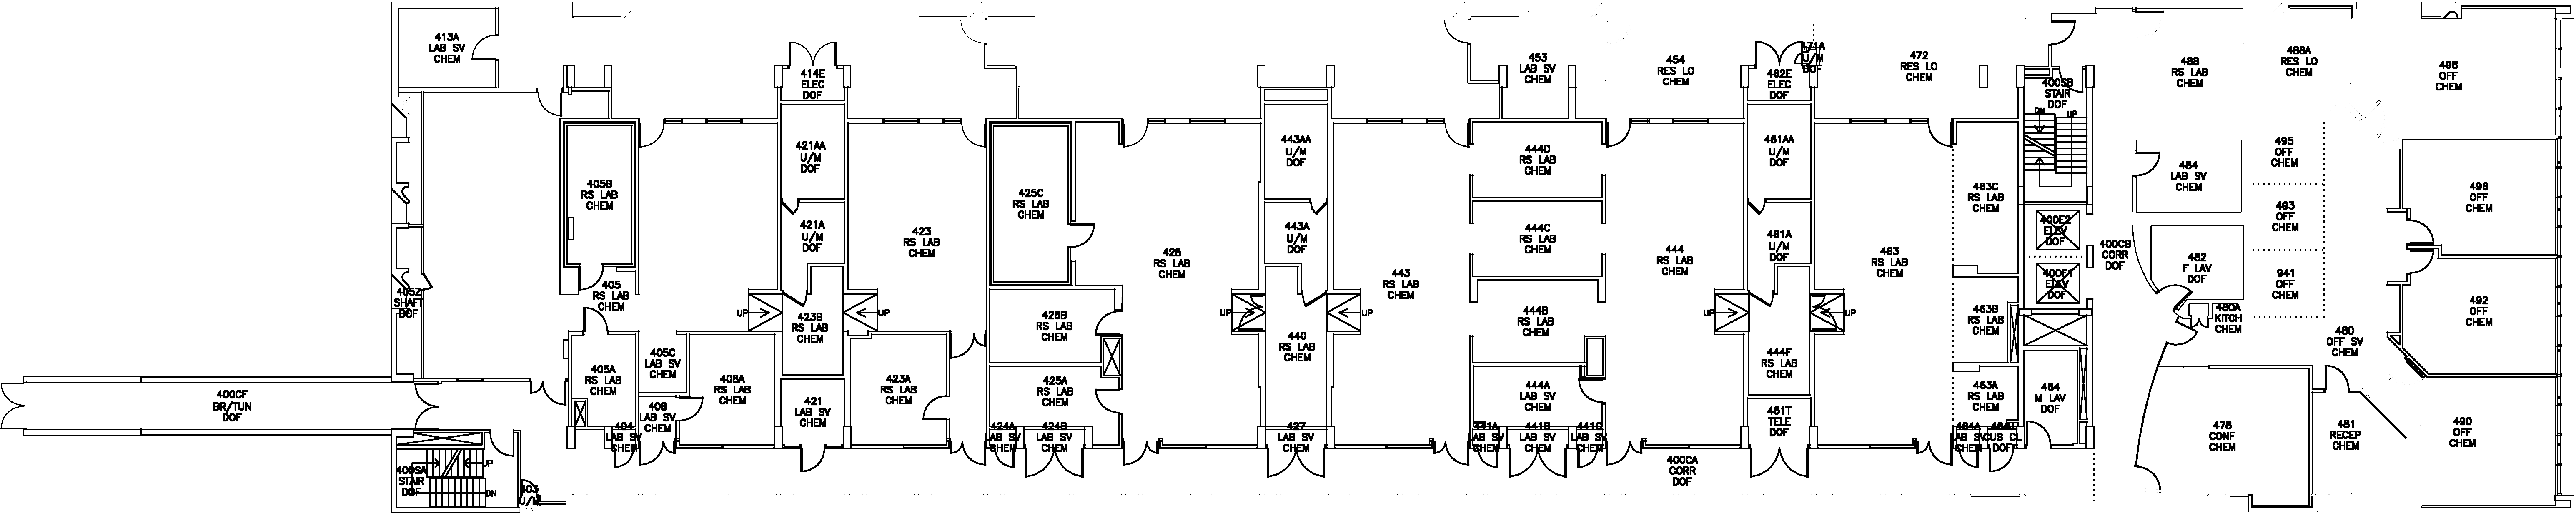 413A
LAB SV
CHEM
414E
ELEC
DOF
453
LAB SV
CHEM
454
RES LO
CHEM
462E
ELEC
DOF
471A
U/M
DOF
472
RES LO
CHEM
400SB
STAIR
DOF
DN
UP
488
RS LAB
CHEM
488A
RES LO
CHEM
498
OFF
CHEM
405B
RS LAB
CHEM
421AA
U/M
DOF
421A
U/M
DOF
423
RS LAB
CHEM
425C
RS LAB
CHEM
425
RS LAB
CHEM
443AA
U/M
DOF
443A
U/M
DOF
443
RS LAB
CHEM
444D
RS LAB
CHEM
444C
RS LAB
CHEM
444
RS LAB
CHEM
461AA
U/M
DOF
461A
U/M
DOF
463
RS LAB
CHEM
463C
RS LAB
CHEM
400E2
ELEV
DOF
400E1
ELEV
DOF
400CB
CORR
DOF
484
LAB SV
CHEM
495
OFF
CHEM
493
OFF
CHEM
941
OFF
CHEM
496
OFF
CHEM
482
F LAV
DOF
480A
KITCH
CHEM
480
OFF SV
CHEM
492
OFF
CHEM
405Z
SHAFT
DOF
405
RS LAB
CHEM
UP
423B
RS LAB
CHEM
UP
425B
RS LAB
CHEM
UP
440
RS LAB
CHEM
UP
444B
RS LAB
CHEM
UP
444F
RS LAB
CHEM
UP
463B
RS LAB
CHEM
400CF
BR/TUN
DOF
405A
RS LAB
CHEM
405C
LAB SV
CHEM
408A
RS LAB
CHEM
408
LAB SV
CHEM
421
LAB SV
CHEM
423A
RS LAB
CHEM
425A
RS LAB
CHEM
444A
RS LAB
CHEM
461T
TELE
DOF
463A
RS LAB
CHEM
464
M LAV
DOF
478
CONF
CHEM
481
RECEP
CHEM
490
OFF
CHEM
404
LAB SV
CHEM
424A
LAB SV
CHEM
424B
LAB SV
CHEM
427
LAB SV
CHEM
441A
LAB SV
CHEM
441B
LAB SV
CHEM
441C
LAB SV
CHEM
464A
LAB SV
CHEM
CUS CL
DOF
400CA
CORR
DOF
400SA
STAIR
DOF
UP
DN
403
U/M